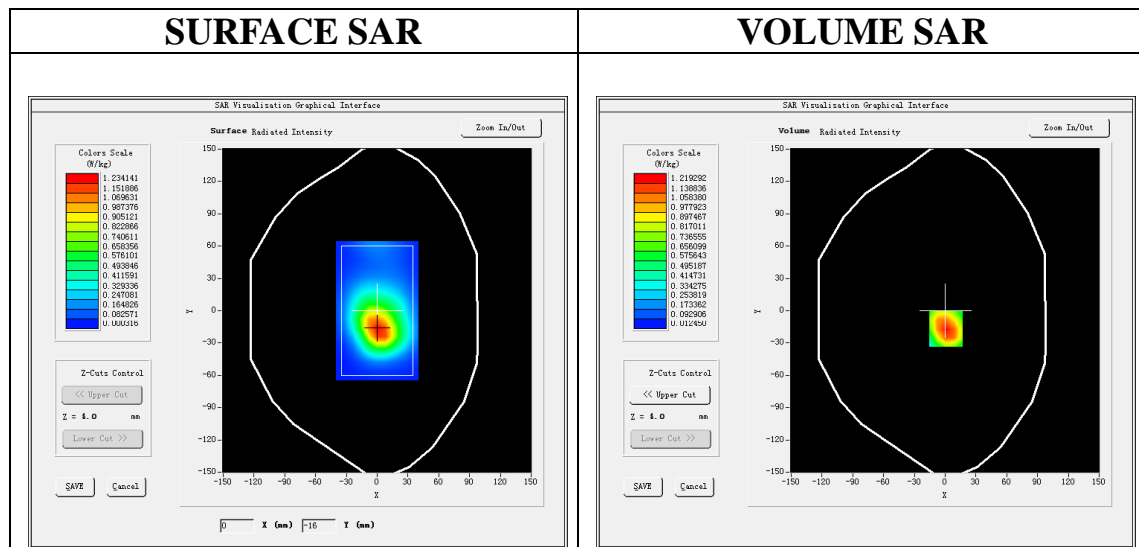 SURFACE SAR
VOLUME SAR
SAR Visualisation Graphical Interface
Surface Radiated Intensity
Zoom In/Out
Colors Scale
(W/kg)
1.234141
1.151886
1.069631
0.987376
0.905121
0.822866
0.740611
0.658356
0.576101
0.493846
0.411591
0.329336
0.247081
0.164826
0.082571
0.000316
150
120
90
60
30
0
-30
-60
-90
-120
-150
Y
-150 -120 -90 -60 -30 0 30 60 90 120 150
X
Z-Cuts Control
<< Upper Cut
Z = 4.0 mm
Lower Cut >>
SAVE Cancel
0 X (mm) -16 Y (mm)
SAR Visualisation Graphical Interface
Volume Radiated Intensity
Zoom In/Out
Colors Scale
(W/kg)
1.219292
1.138836
1.058380
0.977923
0.897467
0.817011
0.736555
0.656099
0.575643
0.495187
0.414731
0.334275
0.253819
0.173362
0.092906
0.012450
150
120
90
60
30
0
-30
-60
-90
-120
-150
Y
-150 -120 -90 -60 -30 0 30 60 90 120 150
X
Z-Cuts Control
<< Upper Cut
Z = 4.0 mm
Lower Cut >>
SAVE Cancel